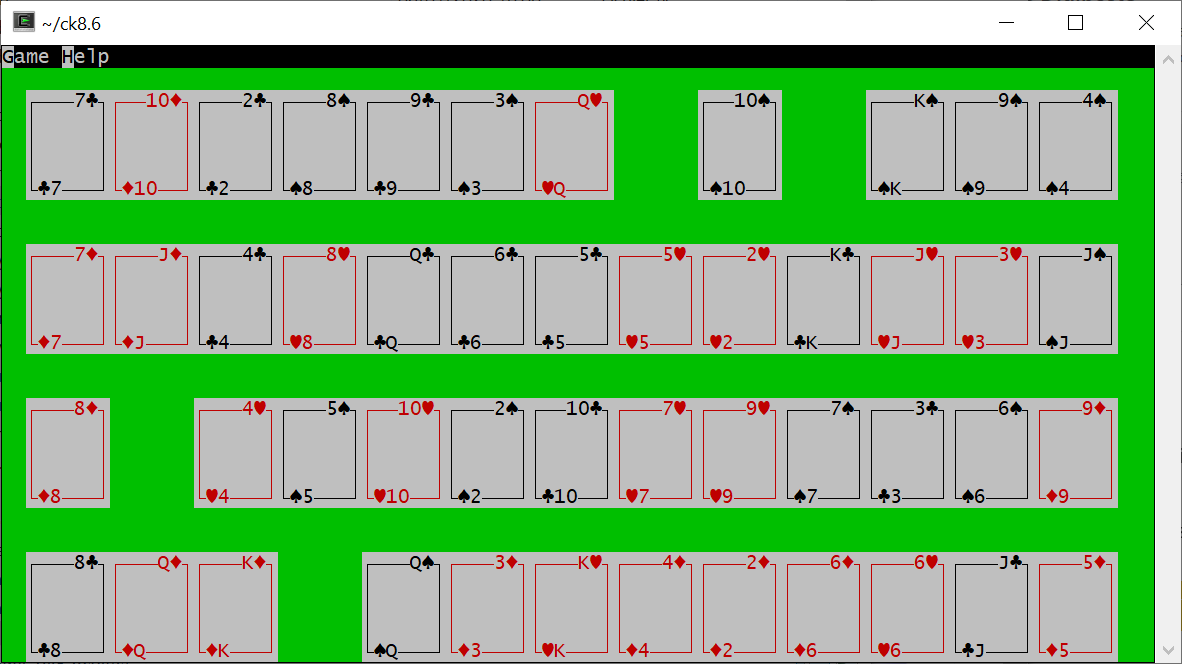 ~/ck8.6
Game Help
7♣ 10♦ 2♣ 8♠ 9♣ 3♠ Q♥ 10♠ K♠ 9♠ 4♠
♣7 ♦10 ♣2 ♠8 ♣9 ♠3 ♥Q ♠10 ♠K ♠9 ♠4
7♦ J♦ 4♣ 8♥ Q♣ 6♣ 5♣ 5♥ 2♥ K♣ J♥ 3♥ J♠
♦7 ♦J ♣4 ♥8 ♣Q ♣6 ♣5 ♥5 ♥2 ♣K ♥J ♥3 ♠J
8♦ 4♥ 5♠ 10♥ 2♠ 10♣ 7♥ 9♥ 7♠ 3♣ 6♠ 9♦
♦8 ♥4 ♠5 ♥10 ♠2 ♣10 ♥7 ♥9 ♠7 ♣3 ♠6 ♦9
8♣ Q♦ K♦ Q♠ 3♦ K♥ 4♦ 2♦ 6♦ 6♥ J♣ 5♦
♣8 ♦Q ♦K ♠Q ♦3 ♥K ♦4 ♦2 ♦6 ♥6 ♣J ♦5